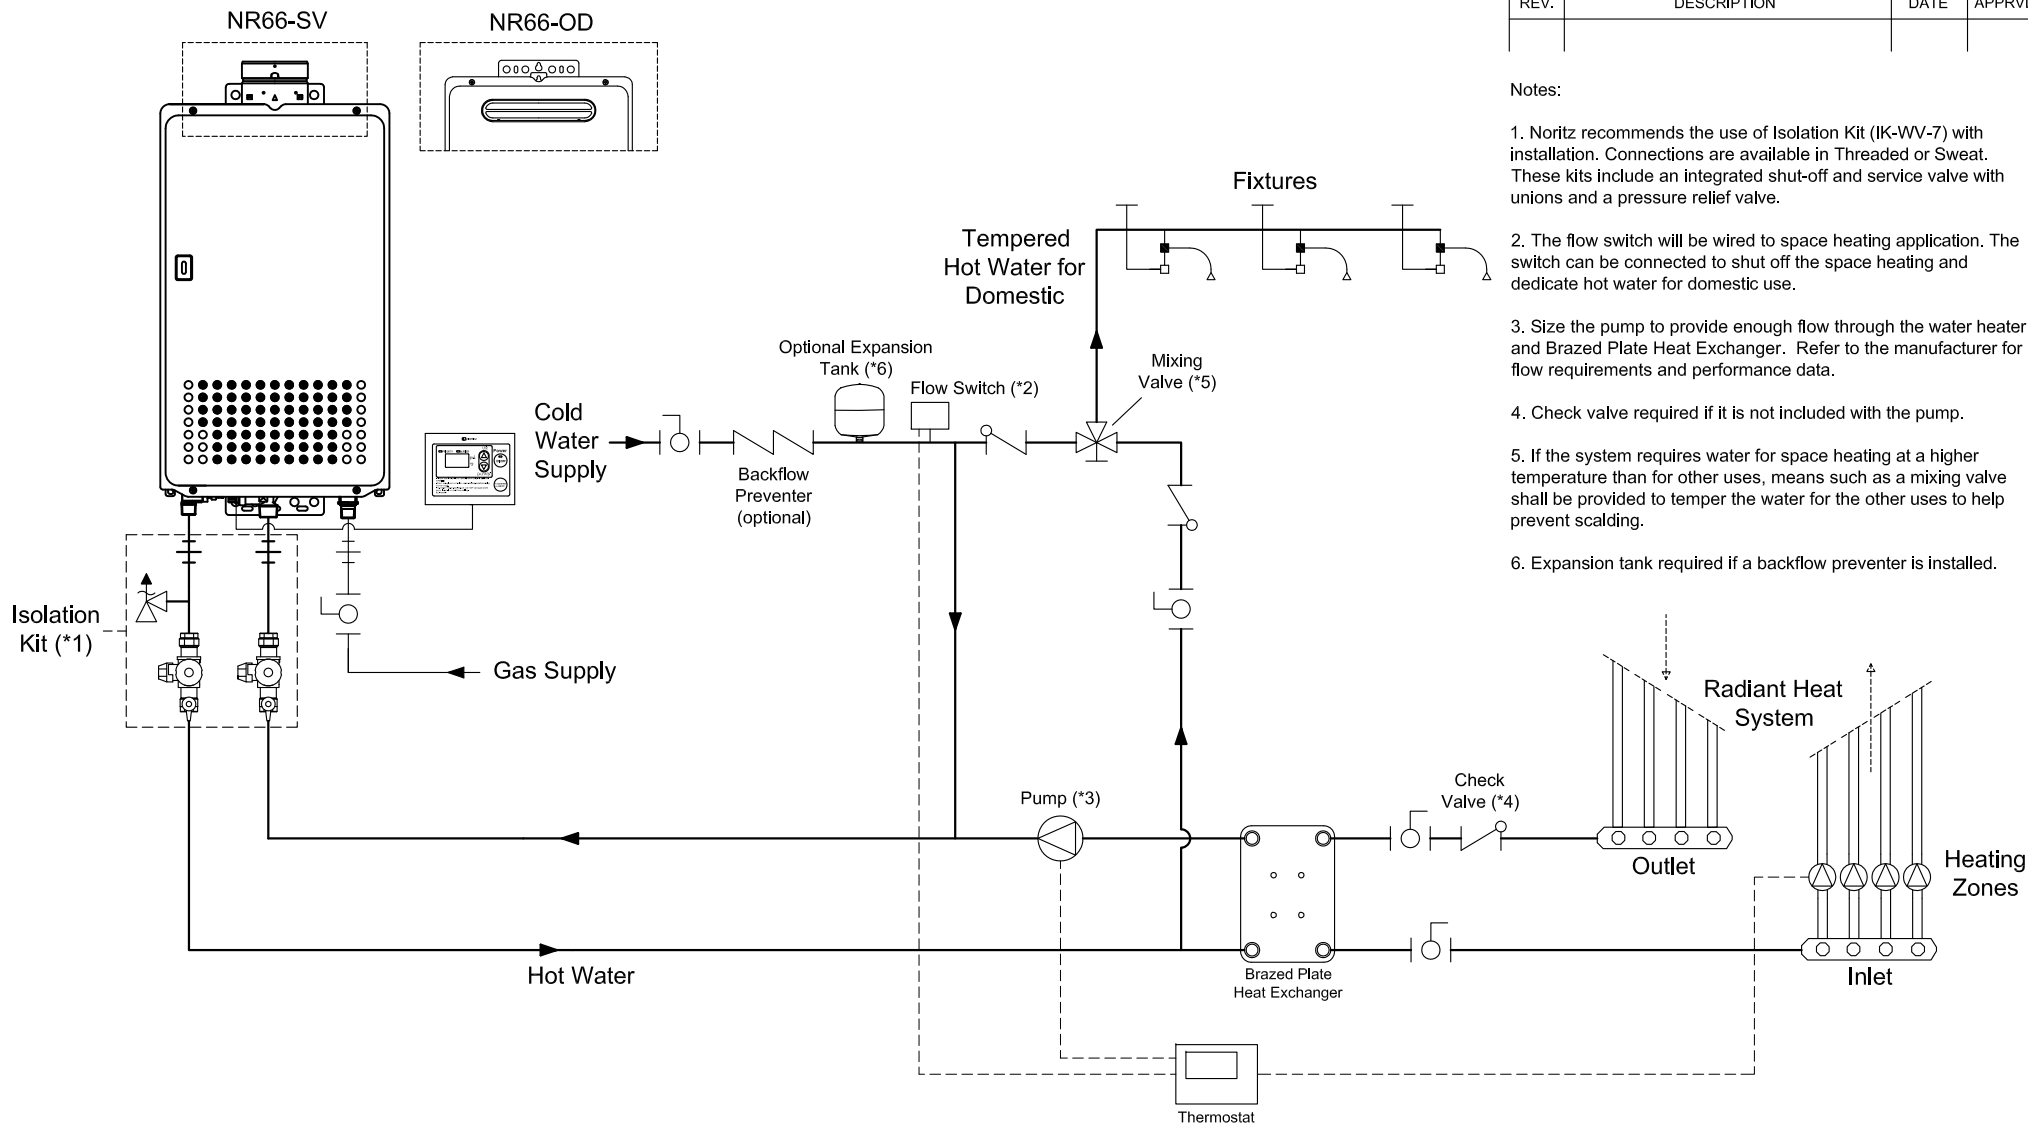 NR66-SV
NR66-OD
REV.
DESCRIPTION
DATE
Notes:
1. Noritz recommends the use of Isolation Kit (IK-WV-7) with
installation. Connections are available in Threaded or Sweat.
These kits include an integrated shut-off and service valve with
unions and a pressure relief valve.
2. The flow switch will be wired to space heating application. The
switch can be connected to shut off the space heating and
dedicate hot water for domestic use.
3. Size the pump to provide enough flow through the water heater
and Brazed Plate Heat Exchanger. Refer to the manufacturer for
flow requirements and performance data.
4. Check valve required if it is not included with the pump.
5. If the system requires water for space heating at a higher
temperature than for other uses, means such as a mixing valve
shall be provided to temper the water for the other uses to help
prevent scalding.
6. Expansion tank required if a backflow preventer is installed.
Fixtures
Tempered
Hot Water for
Domestic
Optional Expansion
Tank (*6)
Flow Switch (*2)
Mixing
Valve (*5)
Cold
Water
Supply
Backflow
Preventer
(optional)
Isolation
Kit (*1)
Gas Supply
Radiant Heat
System
Pump (*3)
Check
Valve (*4)
Outlet
Heating
Zones
Hot Water
Brazed Plate
Heat Exchanger
Inlet
Thermostat